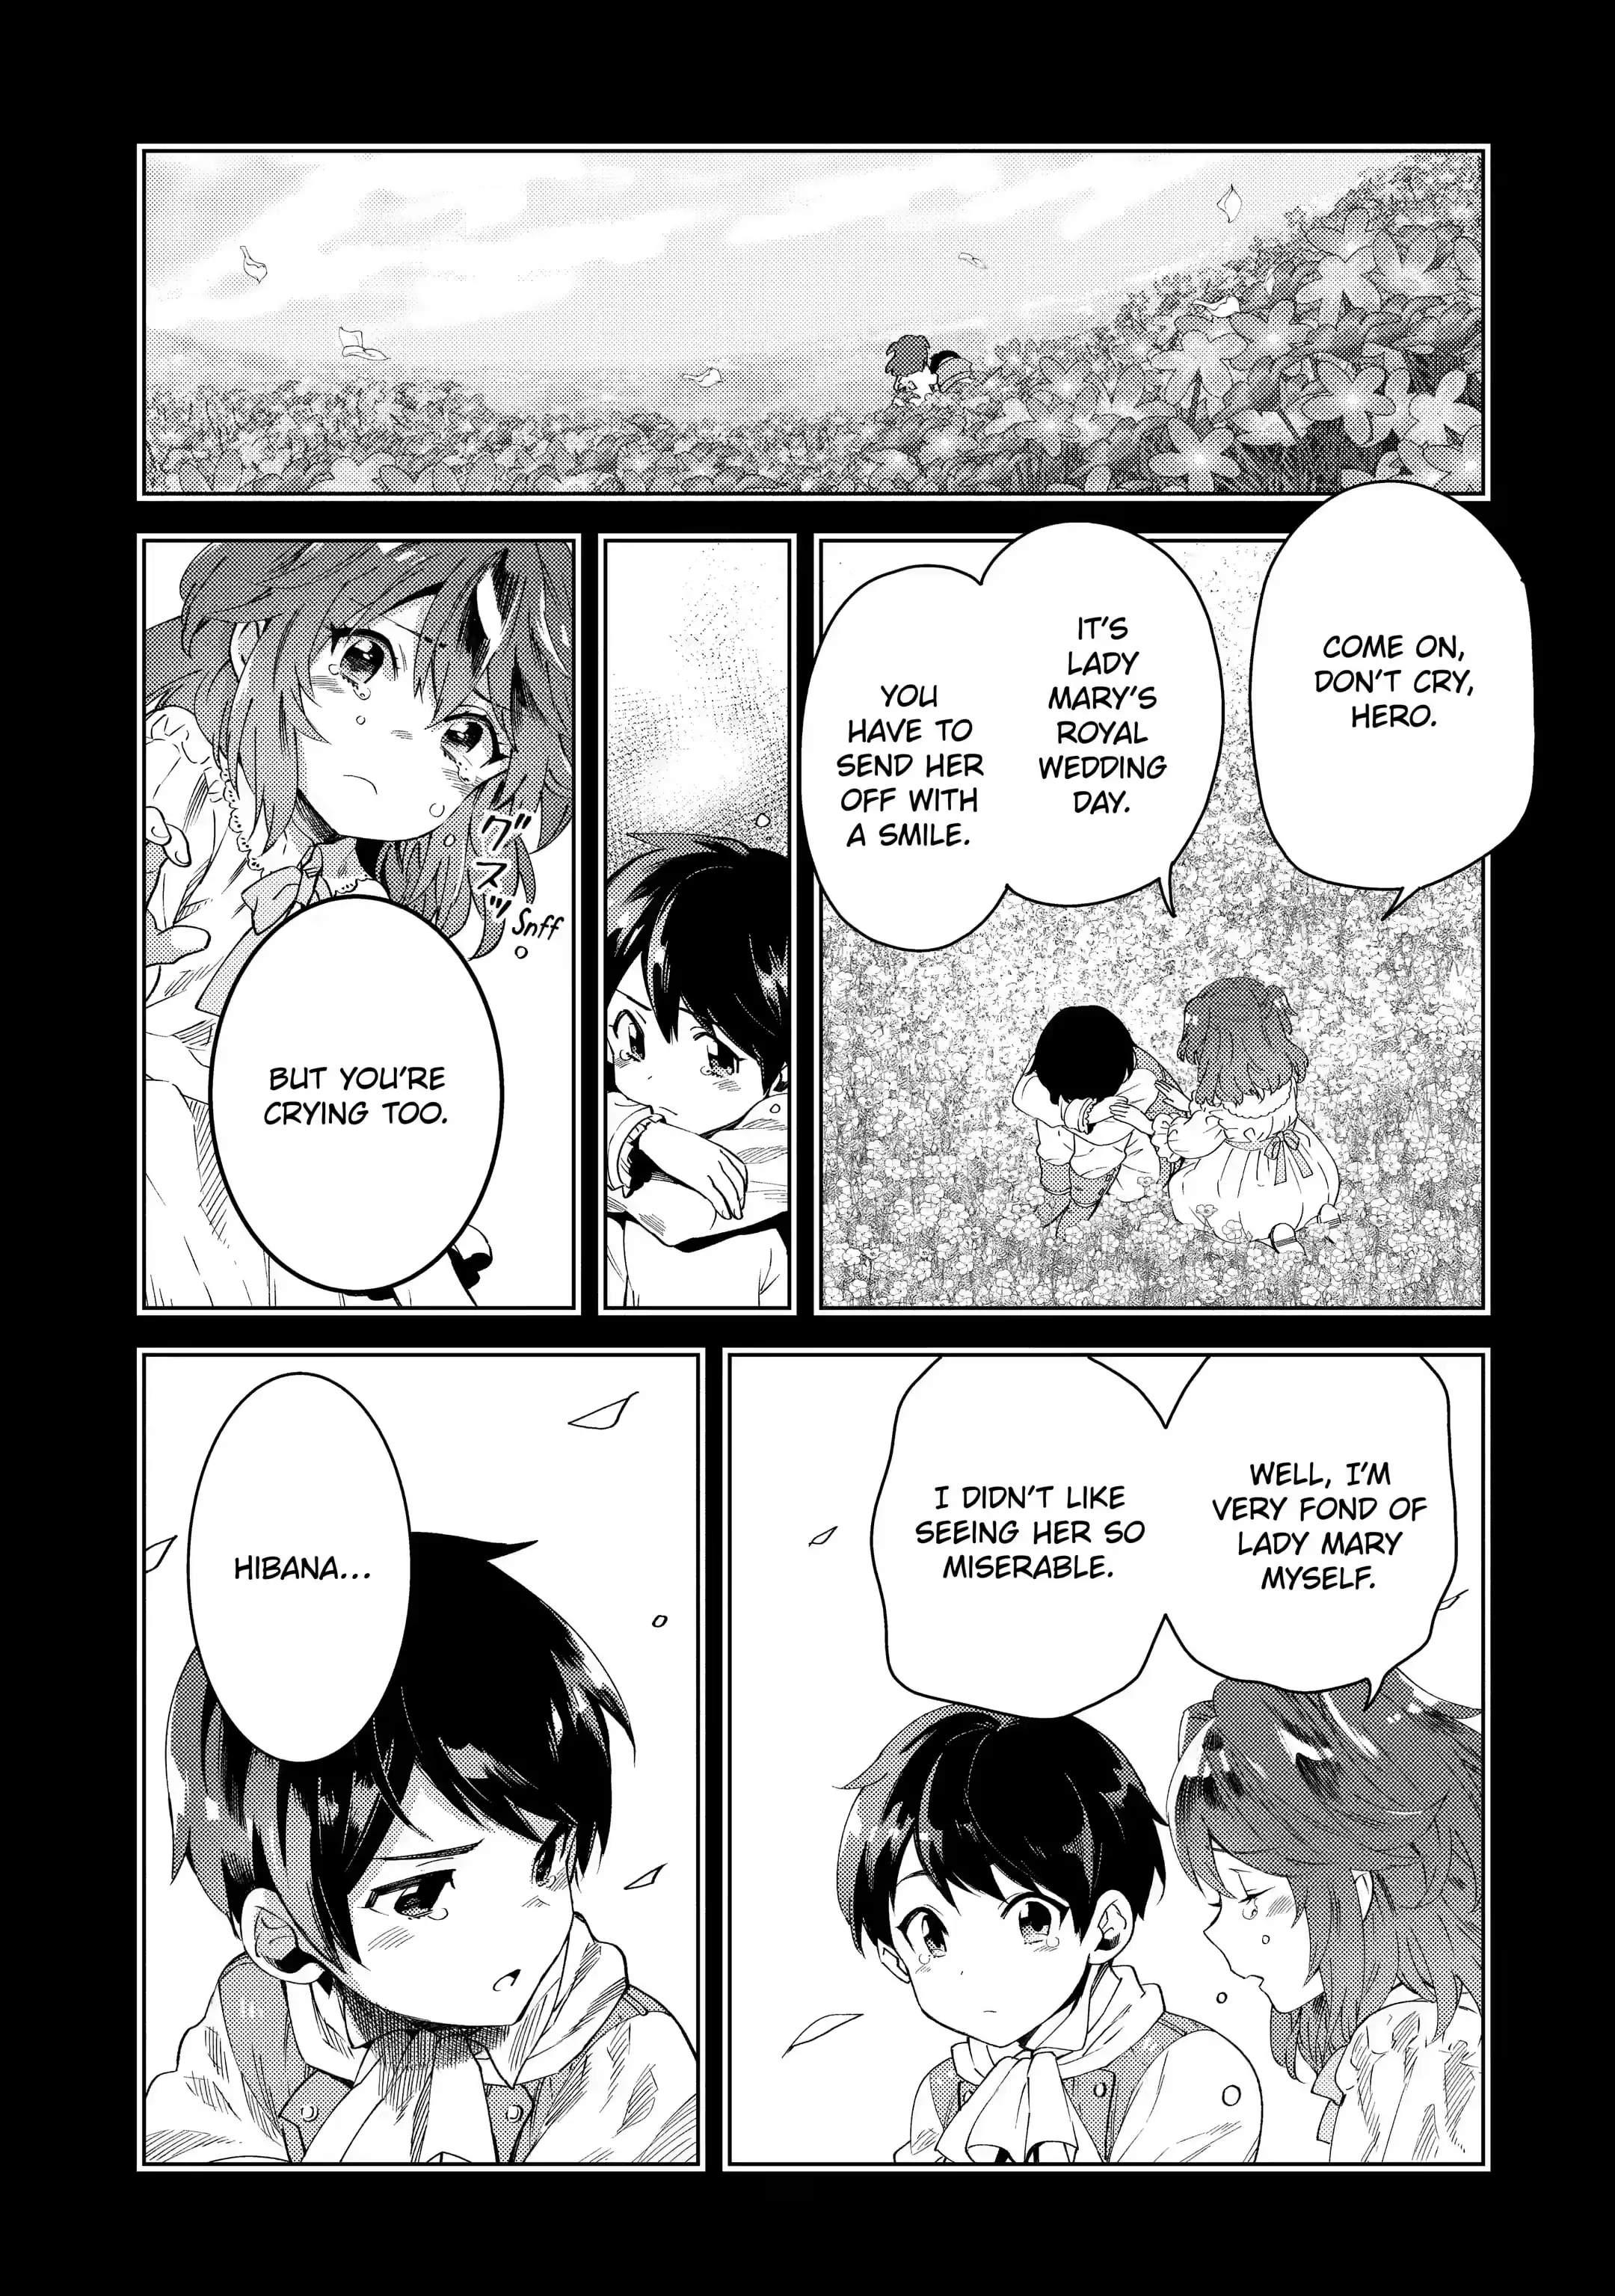 COME ON,
DON'T CRY,
HERO.
IT'S
LADY
MARY'S
ROYAL
WEDDING
DAY.
YOU
HAVE TO
SEND HER
OFF WITH
A SMILE.
グスッ
Snff
BUT YOU'RE
CRYING TOO.
WELL, I'M
VERY FOND OF
LADY MARY
MYSELF.
I DIDN'T LIKE
SEEING HER SO
MISERABLE.
HIBANA...